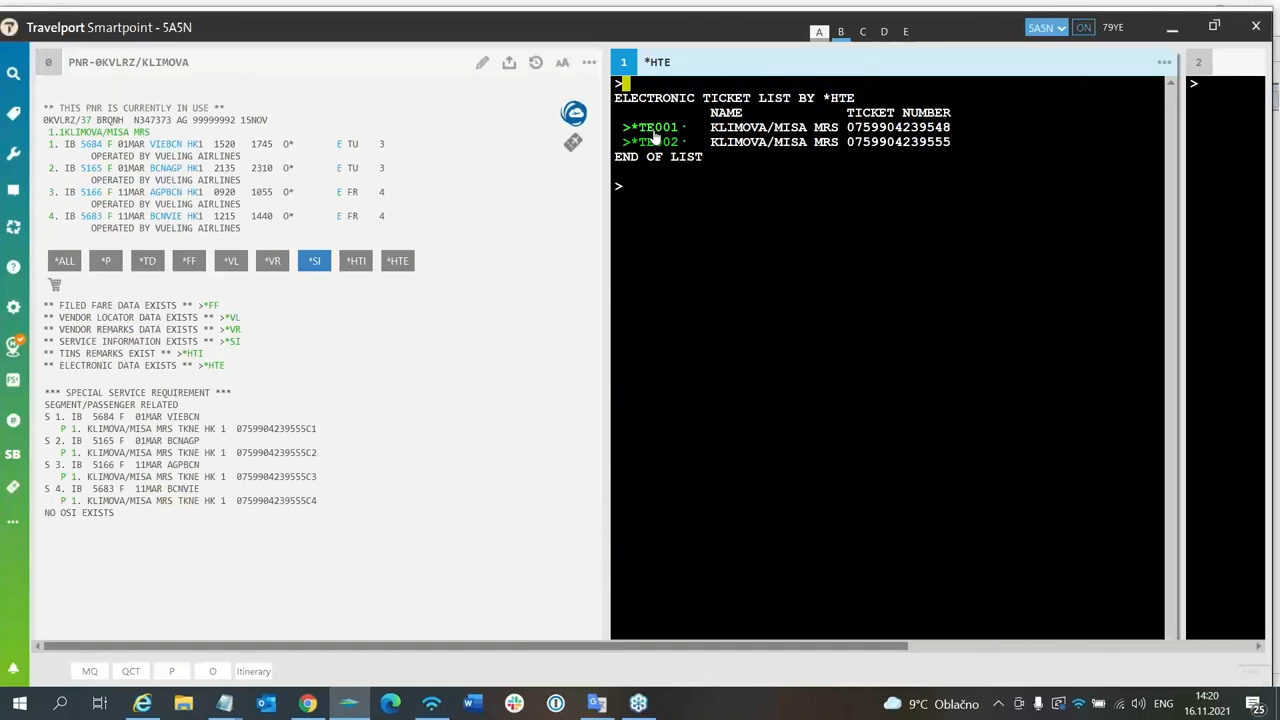 Travelport Smartpoint - 5ASN
A B C D E
5ASN ON 79YE
0 PNR-0KVLRZ/KLIMOVA
** THIS PNR IS CURRENTLY IN USE **
0KVLRZ/37 BRQNH N347373 AG 99999992 15NOV
1.1KLIMOVA/MISA MRS
1. IB 5684 F 01MAR VIEBCN HK1 1520 1745 O* E TU 3
OPERATED BY VUELING AIRLINES
2. IB 5165 F 01MAR BCNAGP HK1 2135 2310 O* E TU 3
OPERATED BY VUELING AIRLINES
3. IB 5166 F 11MAR AGPBCN HK1 0920 1055 O* E FR 4
OPERATED BY VUELING AIRLINES
4. IB 5683 F 11MAR BCNVIE HK1 1215 1440 O* E FR 4
OPERATED BY VUELING AIRLINES
*ALL *P *TD *FF *VL *VR *SI *HTI *HTE
** FILED FARE DATA EXISTS ** >*FF
** VENDOR LOCATOR DATA EXISTS ** >*VL
** VENDOR REMARKS DATA EXISTS ** >*VR
** SERVICE INFORMATION EXISTS ** >*SI
** TINS REMARKS EXIST ** >*HTI
** ELECTRONIC DATA EXISTS ** >*HTE
*** SPECIAL SERVICE REQUIREMENT ***
SEGMENT/PASSENGER RELATED
S 1. IB 5684 F 01MAR VIEBCN
P 1. KLIMOVA/MISA MRS TKNE HK 1 0759904239555C1
S 2. IB 5165 F 01MAR BCNAGP
P 1. KLIMOVA/MISA MRS TKNE HK 1 0759904239555C2
S 3. IB 5166 F 11MAR AGPBCN
P 1. KLIMOVA/MISA MRS TKNE HK 1 0759904239555C3
S 4. IB 5683 F 11MAR BCNVIE
P 1. KLIMOVA/MISA MRS TKNE HK 1 0759904239555C4
NO OSI EXISTS
1 *HTE
>
ELECTRONIC TICKET LIST BY *HTE
NAME TICKET NUMBER
>*TE001· KLIMOVA/MISA MRS 0759904239548
>*TE002· KLIMOVA/MISA MRS 0759904239555
END OF LIST
>
2
>
FS+
SB
MQ QCT P O Itinerary
9°C Oblačno
ENG
14:20
16.11.2021
25